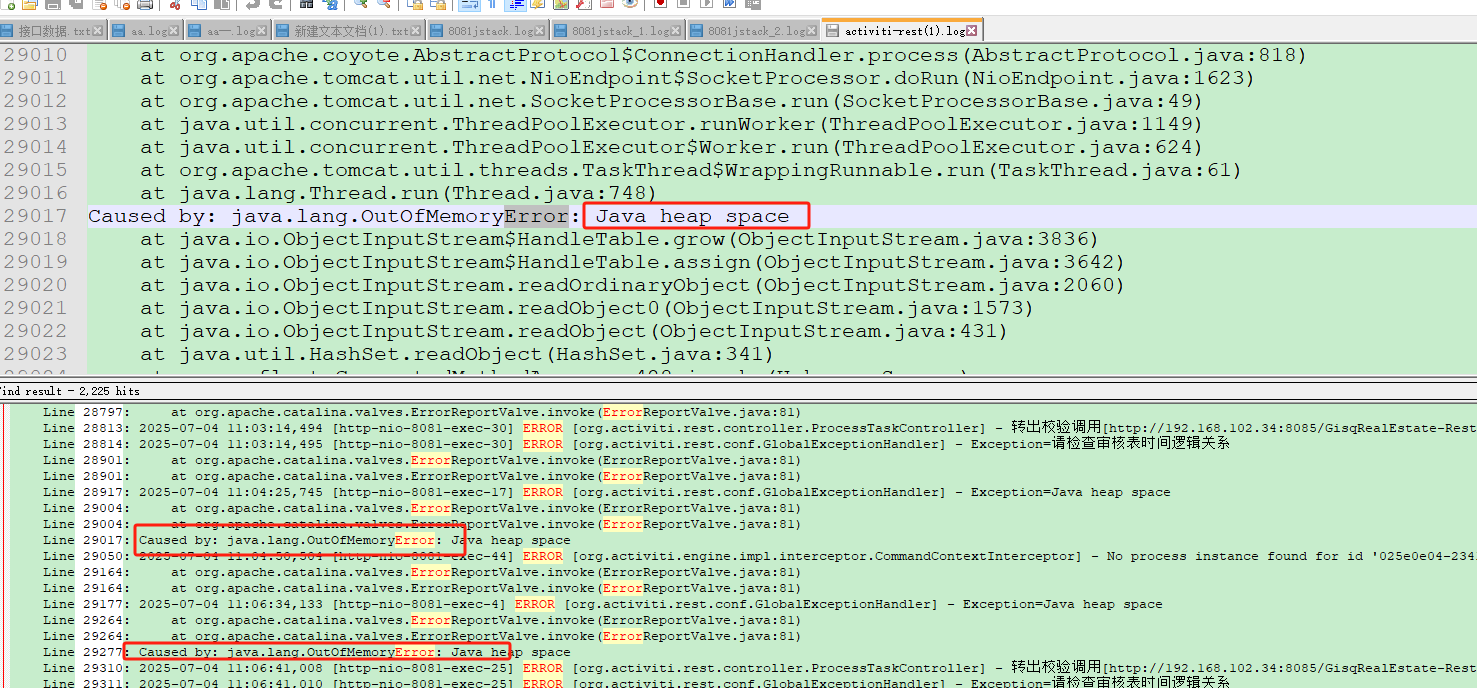 接口数据.txt aa.log aa一.log 新建文本文档(1).txt 8081jstack.log 8081jstack_1.log 8081jstack_2.log activiti-rest(1).log
29010 at org.apache.coyote.AbstractProtocol$ConnectionHandler.process(AbstractProtocol.java:818)
29011 at org.apache.tomcat.util.net.NioEndpoint$SocketProcessor.doRun(NioEndpoint.java:1623)
29012 at org.apache.tomcat.util.net.SocketProcessorBase.run(SocketProcessorBase.java:49)
29013 at java.util.concurrent.ThreadPoolExecutor.runWorker(ThreadPoolExecutor.java:1149)
29014 at java.util.concurrent.ThreadPoolExecutor$Worker.run(ThreadPoolExecutor.java:624)
29015 at org.apache.tomcat.util.threads.TaskThread$WrappingRunnable.run(TaskThread.java:61)
29016 at java.lang.Thread.run(Thread.java:748)
29017 Caused by: java.lang.OutOfMemoryError: Java heap space
29018 at java.io.ObjectInputStream$HandleTable.grow(ObjectInputStream.java:3836)
29019 at java.io.ObjectInputStream$HandleTable.assign(ObjectInputStream.java:3642)
29020 at java.io.ObjectInputStream.readOrdinaryObject(ObjectInputStream.java:2060)
29021 at java.io.ObjectInputStream.readObject0(ObjectInputStream.java:1573)
29022 at java.io.ObjectInputStream.readObject(ObjectInputStream.java:431)
29023 at java.util.HashSet.readObject(HashSet.java:341)
ind result - 2,225 hits
Line 28797: at org.apache.catalina.valves.ErrorReportValve.invoke(ErrorReportValve.java:81)
Line 28813: 2025-07-04 11:03:14,494 [http-nio-8081-exec-30] ERROR [org.activiti.rest.controller.ProcessTaskController] - 转出校验调用[http://192.168.102.34:8085/GisqRealEstate-Rest
Line 28814: 2025-07-04 11:03:14,495 [http-nio-8081-exec-30] ERROR [org.activiti.rest.conf.GlobalExceptionHandler] - Exception=请检查审核表时间逻辑关系
Line 28901: at org.apache.catalina.valves.ErrorReportValve.invoke(ErrorReportValve.java:81)
Line 28901: at org.apache.catalina.valves.ErrorReportValve.invoke(ErrorReportValve.java:81)
Line 28917: 2025-07-04 11:04:25,745 [http-nio-8081-exec-17] ERROR [org.activiti.rest.conf.GlobalExceptionHandler] - Exception=Java heap space
Line 29004: at org.apache.catalina.valves.ErrorReportValve.invoke(ErrorReportValve.java:81)
Line 29004: at org.apache.catalina.valves.ErrorReportValve.invoke(ErrorReportValve.java:81)
Line 29017: Caused by: java.lang.OutOfMemoryError: Java heap space
Line 29050: 2025-07-04 [http-nio-8081-exec-44] ERROR [org.activiti.engine.impl.interceptor.CommandContextInterceptor] - No process instance found for id '025e0e04-234
Line 29164: at org.apache.catalina.valves.ErrorReportValve.invoke(ErrorReportValve.java:81)
Line 29164: at org.apache.catalina.valves.ErrorReportValve.invoke(ErrorReportValve.java:81)
Line 29177: 2025-07-04 11:06:34,133 [http-nio-8081-exec-4] ERROR [org.activiti.rest.conf.GlobalExceptionHandler] - Exception=Java heap space
Line 29264: at org.apache.catalina.valves.ErrorReportValve.invoke(ErrorReportValve.java:81)
Line 29264: at org.apache.catalina.valves.ErrorReportValve.invoke(ErrorReportValve.java:81)
Line 29277: Caused by: java.lang.OutOfMemoryError: Java heap space
Line 29310: 2025-07-04 11:06:41,008 [http-nio-8081-exec-25] ERROR [org.activiti.rest.controller.ProcessTaskController] - 转出校验调用[http://192.168.102.34:8085/GisqRealEstate-Rest
Line 29311: 2025-07-04 11:06:41,010 [http-nio-8081-exec-25] ERROR [org.activiti.rest.conf.GlobalExceptionHandler] - Exception=请检查审核表时间逻辑关系